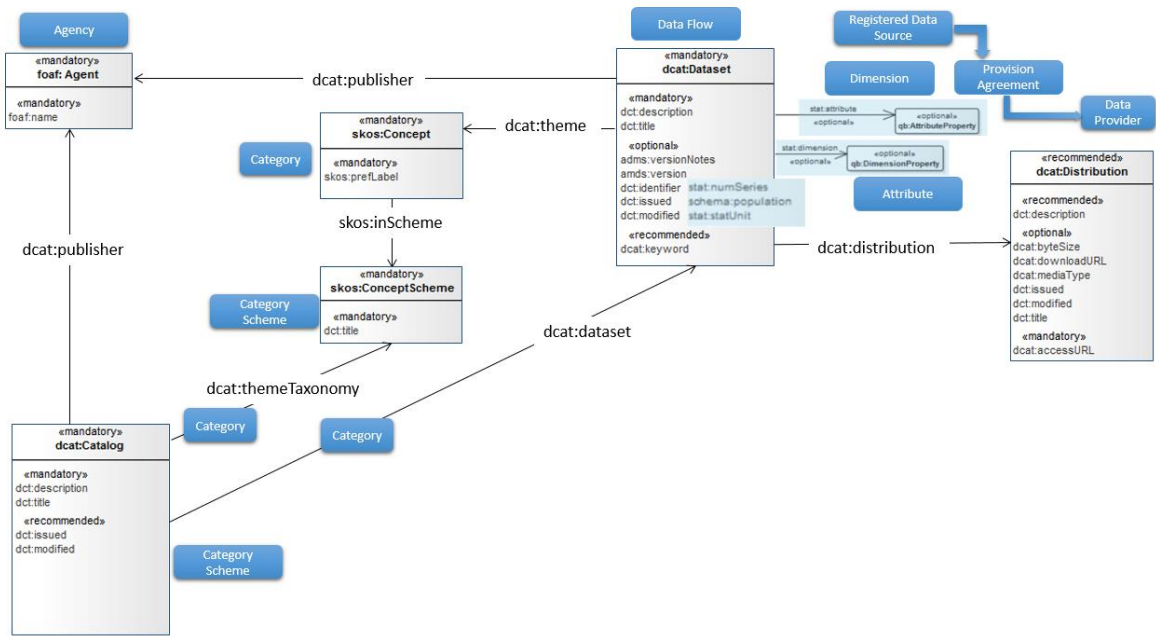 Agency
«mandatory»
foaf: Agent
«mandatory»
foaf:name
dcat:publisher
Data Flow
«mandatory»
dcat:Dataset
«mandatory»
dct:description
dct:title
«optional»
adms:versionNotes
amds:version
dct:identifier
dct:issued
dct:modified
stat:numSeries
schema:population
stat:statUnit
«recommended»
dcat:keyword
Registered Data
Source
Provision
Agreement
Data
Provider
Dimension
stat:attribute
«optional»
«optional»
qb:AttributeProperty
stat:dimension
«optional»
«optional»
qb:DimensionProperty
Attribute
«recommended»
dcat:Distribution
«recommended»
dct:description
«optional»
dcat:byteSize
dcat:downloadURL
dcat:mediaType
dct:issued
dct:modified
dct:title
«mandatory»
dcat:accessURL
dcat:distribution
dcat:theme
Category
«mandatory»
skos:Concept
«mandatory»
skos:prefLabel
skos:inScheme
dcat:publisher
Category
Scheme
«mandatory»
skos:ConceptScheme
«mandatory»
dct:title
dcat:dataset
dcat:themeTaxonomy
Category
Category
«mandatory»
dcat:Catalog
«mandatory»
dct:description
dct:title
«recommended»
dct:issued
dct:modified
Category
Scheme